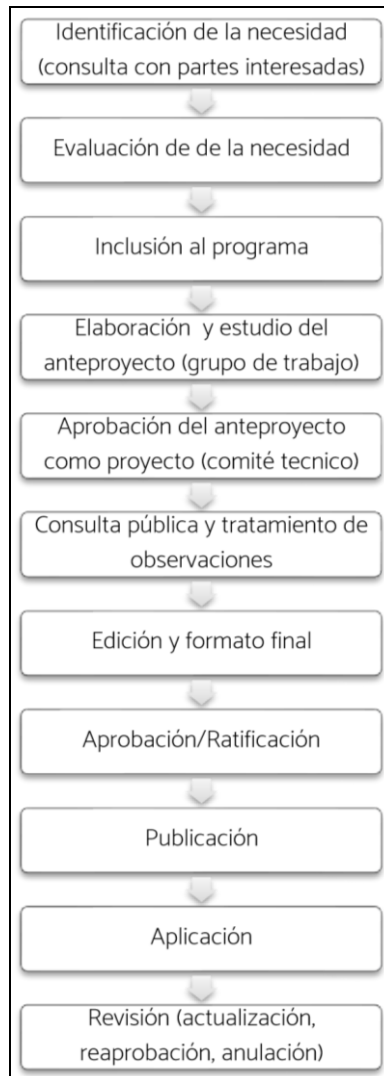 Identificación de la necesidad
(consulta con partes interesadas)
Evaluación de de la necesidad
Inclusión al programa
Elaboración y estudio del
anteproyecto (grupo de trabajo)
Aprobación del anteproyecto
como proyecto (comité tecnico)
Consulta pública y tratamiento de
observaciones
Edición y formato final
Aprobación/Ratificación
Publicación
Aplicación
Revisión (actualización,
reaprobación, anulación)